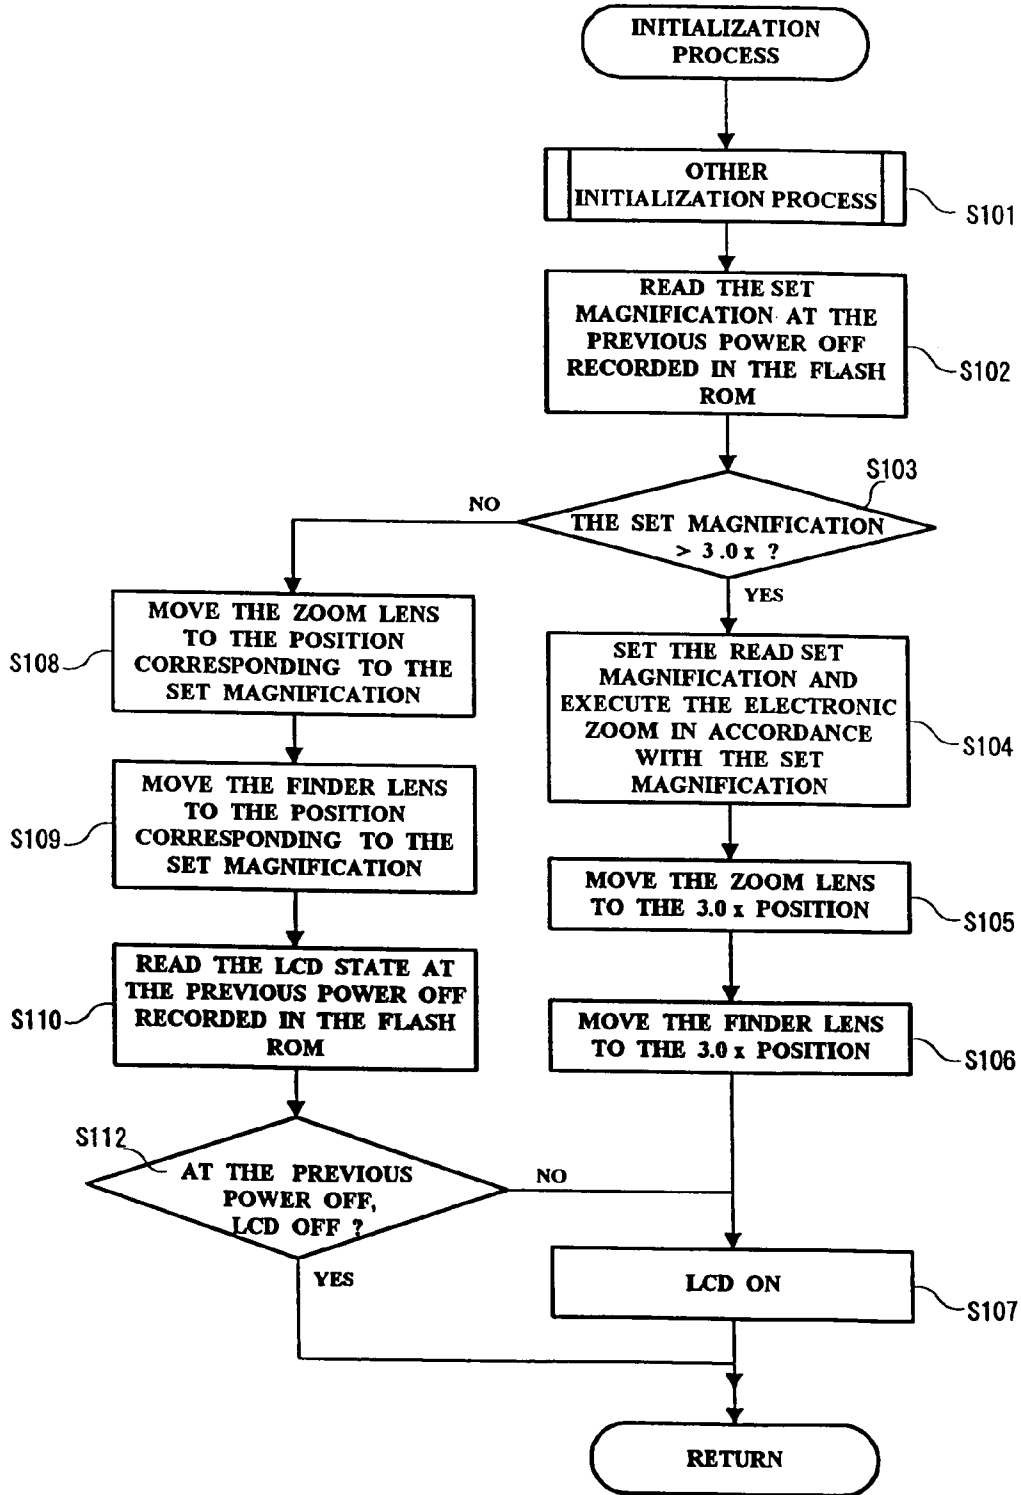 INITIALIZATION
PROCESS
OTHER
INITIALIZATION PROCESS
S101
READ THE SET
MAGNIFICATION AT THE
PREVIOUS POWER OFF
RECORDED IN THE FLASH
ROM
S102
S103
THE SET MAGNIFICATION
> 3.0 x ?
NO
YES
MOVE THE ZOOM LENS
TO THE POSITION
CORRESPONDING TO THE
SET MAGNIFICATION
S108
SET THE READ SET
MAGNIFICATION AND
EXECUTE THE ELECTRONIC
ZOOM IN ACCORDANCE
WITH THE SET
MAGNIFICATION
S104
MOVE THE FINDER LENS
TO THE POSITION
CORRESPONDING TO THE
SET MAGNIFICATION
S109
MOVE THE ZOOM LENS
TO THE 3.0 x POSITION
S105
READ THE LCD STATE AT
THE PREVIOUS POWER OFF
RECORDED IN THE FLASH
ROM
S110
MOVE THE FINDER LENS
TO THE 3.0 x POSITION
S106
S112
AT THE PREVIOUS
POWER OFF,
LCD OFF ?
NO
YES
LCD ON
S107
RETURN